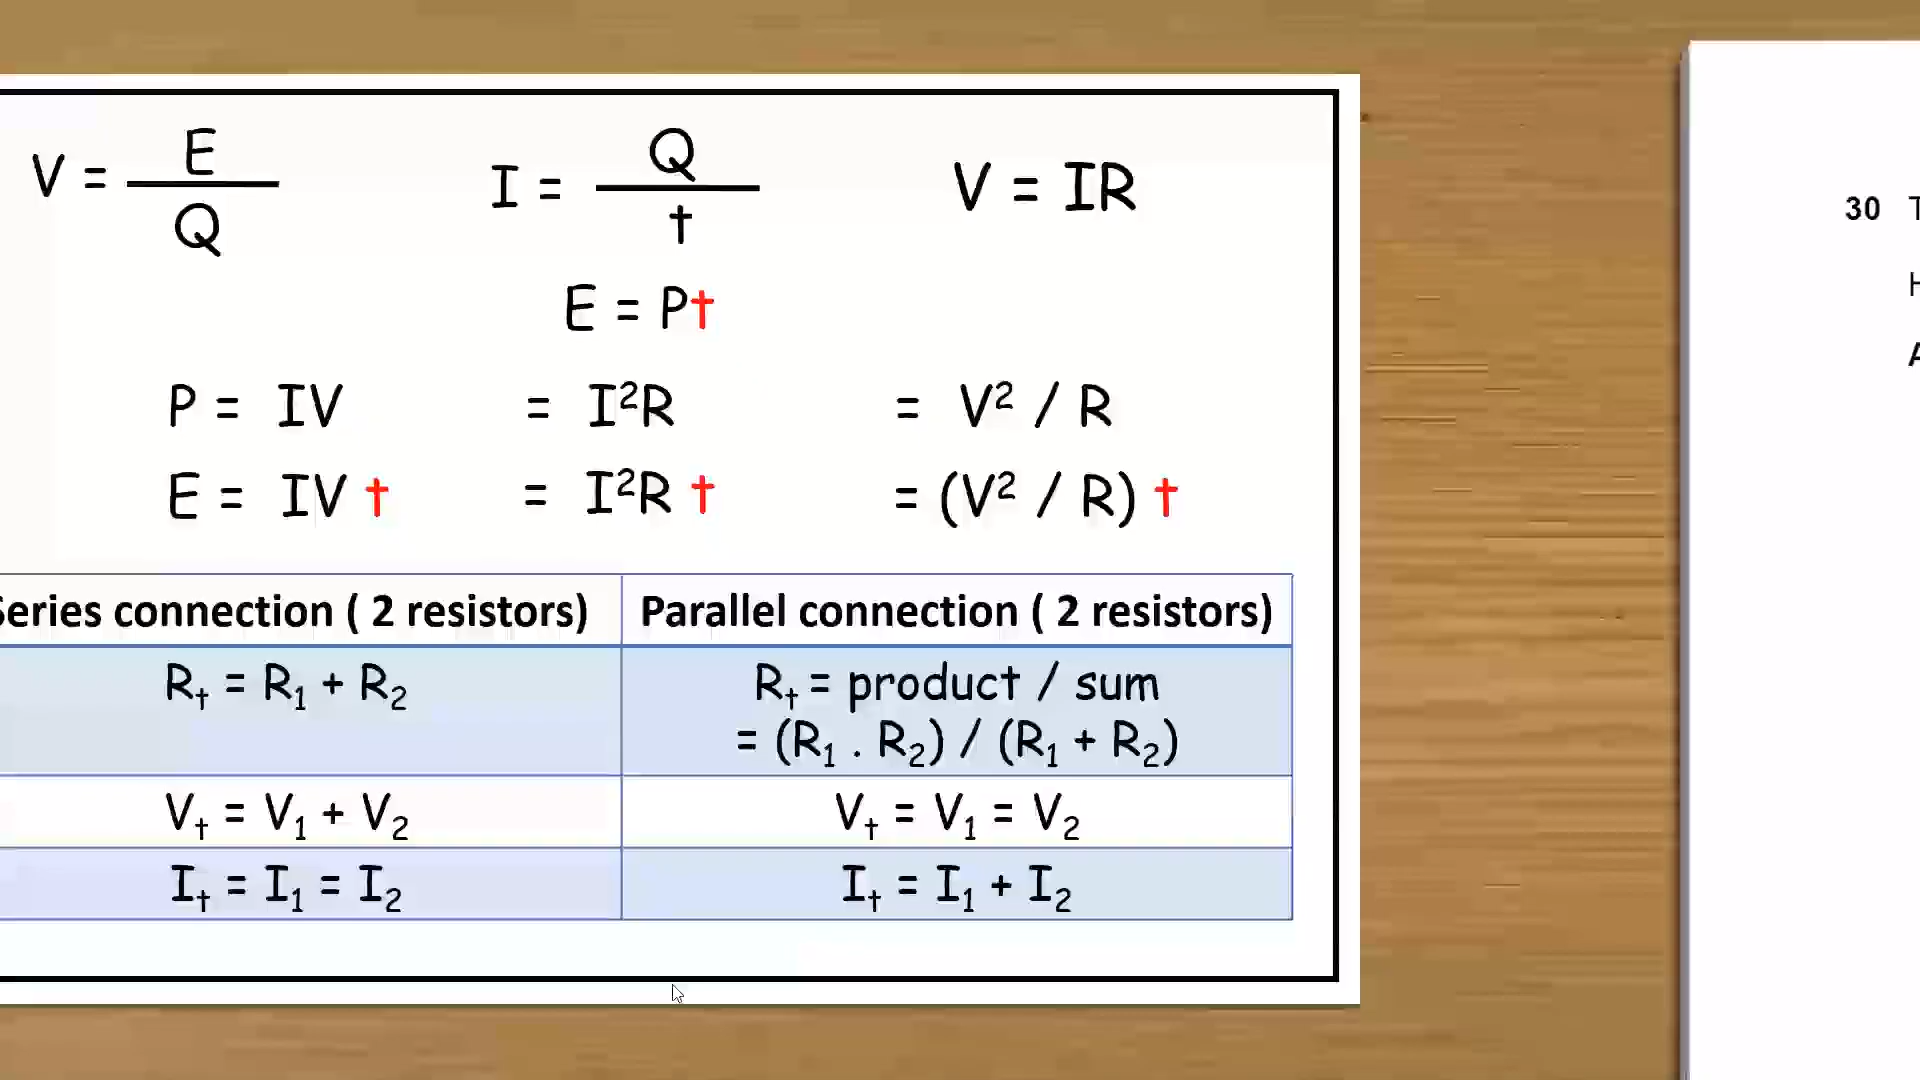 V = E / Q
I = Q / t
V = IR
E = Pt
P = IV = I²R = V² / R
E = IV t = I²R t = (V² / R) t
Series connection ( 2 resistors)
Parallel connection ( 2 resistors)
Rₜ = R₁ + R₂
Rₜ = product / sum
= (R₁ . R₂) / (R₁ + R₂)
Vₜ = V₁ + V₂
Vₜ = V₁ = V₂
Iₜ = I₁ = I₂
Iₜ = I₁ + I₂
30